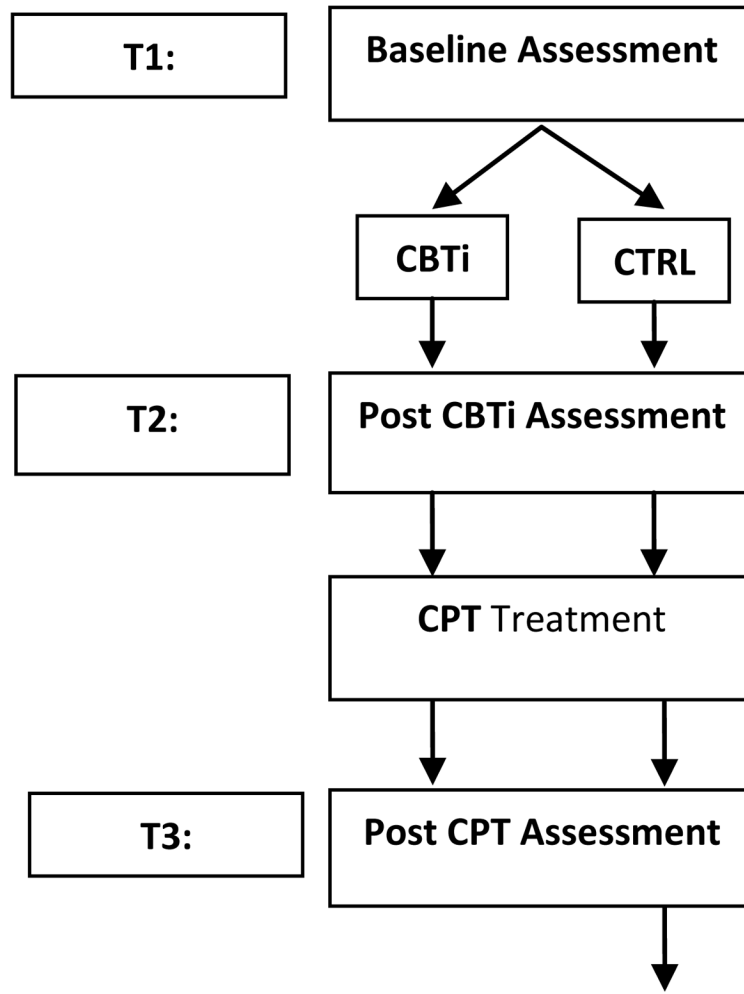 T1:
Baseline Assessment
CBTi
CTRL
T2:
Post CBTi Assessment
CPT Treatment
T3:
Post CPT Assessment